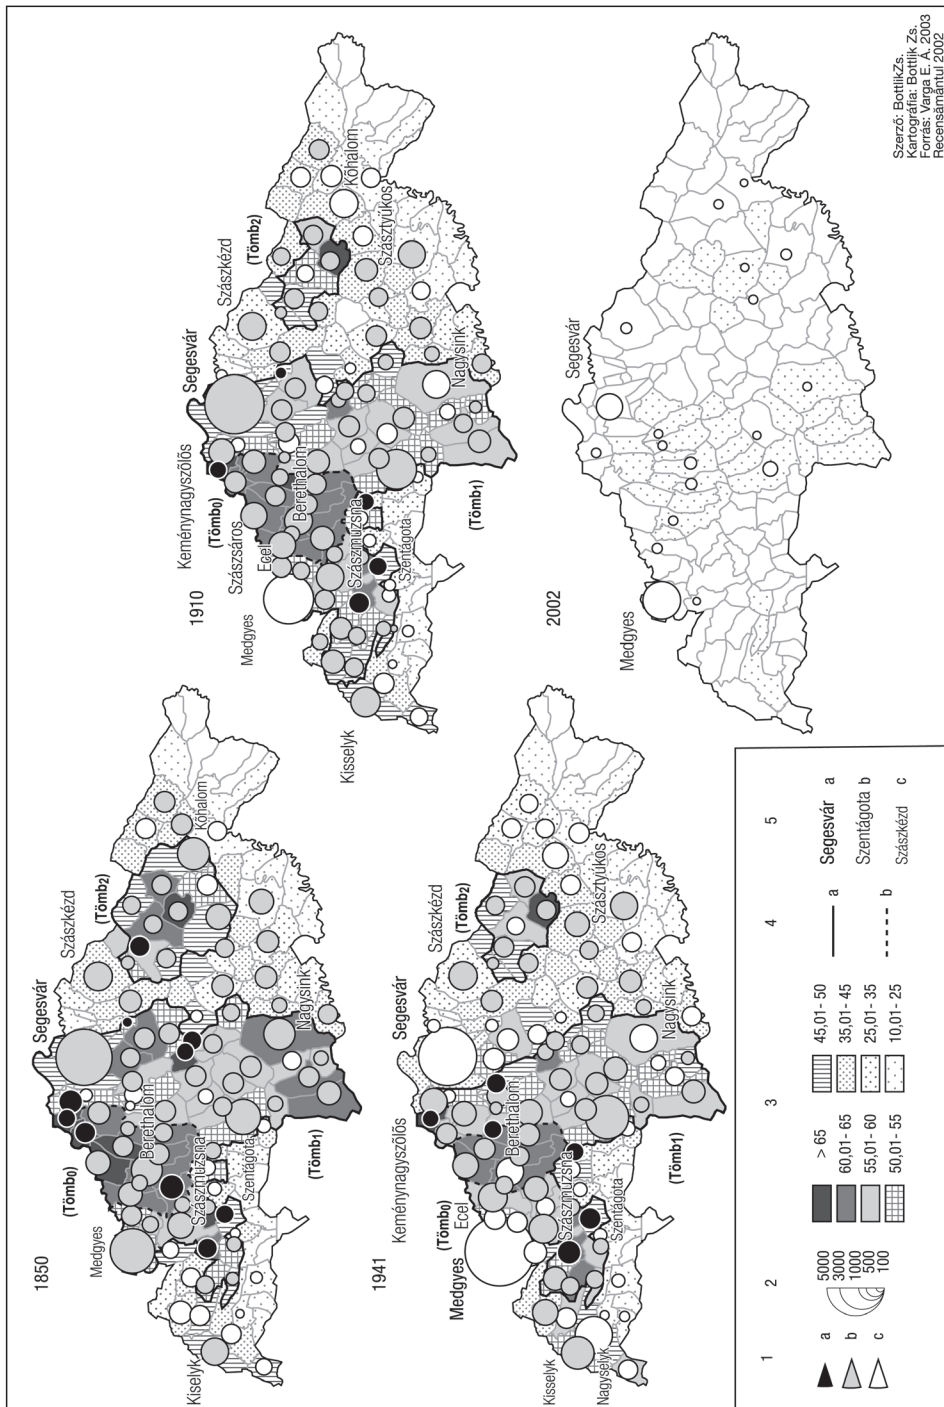 1850
Kiselyk
Medgyes
(Tömb0)
Berethalom
Szászmuzsna
Szentágota
Segesvár
Nagysink
(Tömb1)
Szászkézd
(Tömb2)
Kőhalom
1910
Kisselyk
Medgyes
Ecel
Szászsáros
(Tömb0)
Keménynagyszőlős
Berethalom
Szászmuzsna
Szentágota
(Tömb1)
Segesvár
Nagysink
Szászkézd
(Tömb2)
Kőhalom
Szásztyúkos
1941
Kisselyk
Nagyselyk
Medgyes
Ecel
(Tömb0)
Keménynagyszőlős
Berethalom
Szászmuzsna
Szentágota
(Tömb1)
Segesvár
Nagysink
Szászkézd
(Tömb2)
Szásztyúkos
2002
Medgyes
Segesvár
Szerző: BottlikZs.
Kartográfia: Bottlik Zs.
Forrás: Varga E. Á. 2003
Recensământul 2002
1 2 3 4 5
a 5000 > 65 45,01- 50 a Segesvár a
3000
b 1000 60,01- 65 35,01- 45 Szentágota b
500 55,01- 60 25,01- 35
c 100 50,01- 55 10,01- 25 b Szászkézd c